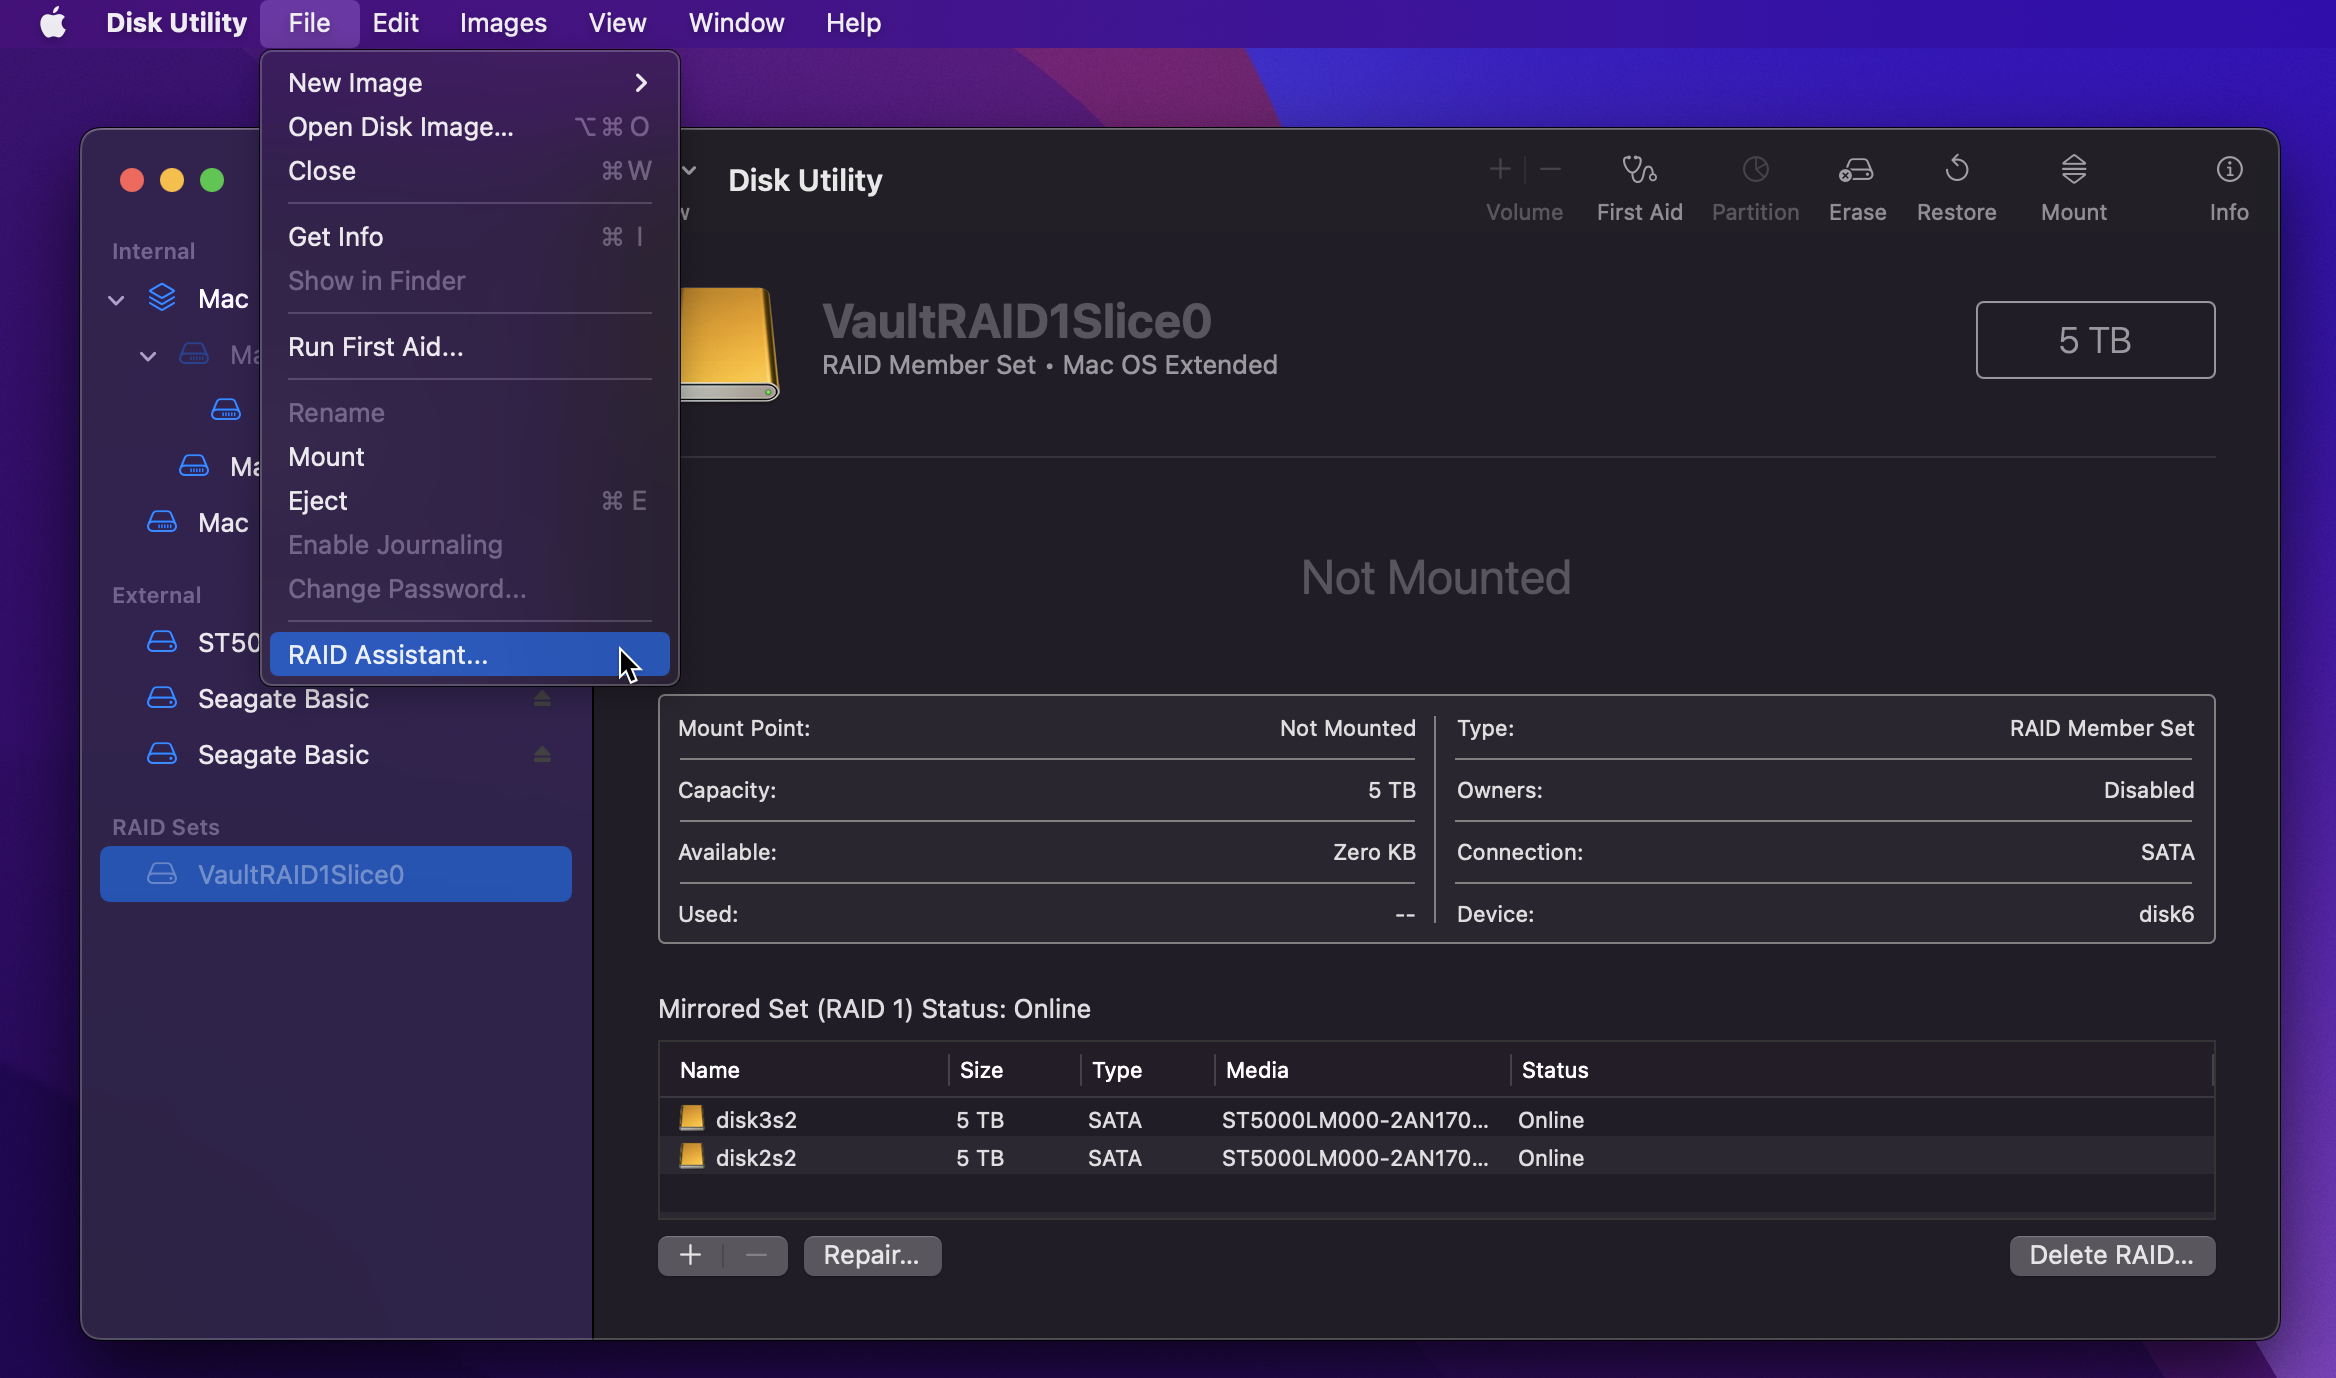 Disk Utility File Edit Images View Window Help
New Image
Open Disk Image... ⌥⌘O
Close ⌘W
Get Info ⌘ I
Show in Finder
Run First Aid...
Rename
Mount
Eject ⌘ E
Enable Journaling
Change Password...
RAID Assistant...
Internal
Mac
Mac
External
ST50
Seagate Basic
Seagate Basic
RAID Sets
VaultRAID1Slice0
Disk Utility
Volume First Aid Partition Erase Restore Mount Info
VaultRAID1Slice0
RAID Member Set • Mac OS Extended
5 TB
Not Mounted
Mount Point: Not Mounted Type: RAID Member Set
Capacity: 5 TB Owners: Disabled
Available: Zero KB Connection: SATA
Used: -- Device: disk6
Mirrored Set (RAID 1) Status: Online
Name Size Type Media Status
disk3s2 5 TB SATA ST5000LM000-2AN170... Online
disk2s2 5 TB SATA ST5000LM000-2AN170... Online
+ − Repair... Delete RAID...